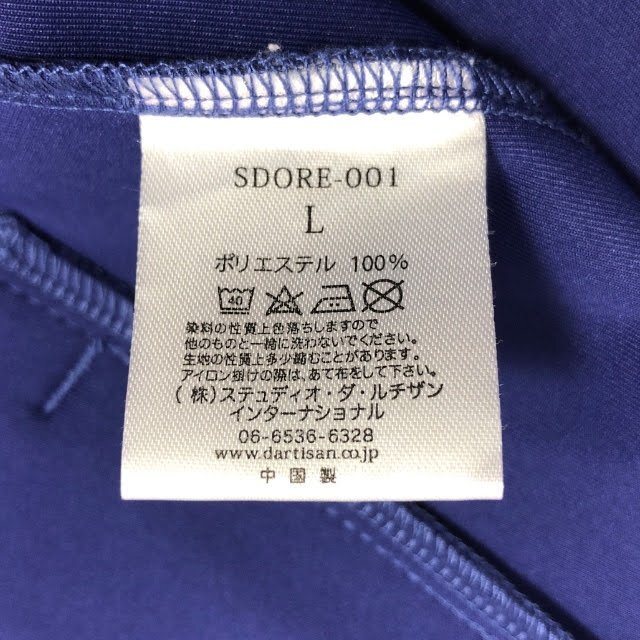 SDORE-001
L
ポリエステル 100%
40
染料の性質上色落ちしますので
他のものと一緒に洗わないでください。
生地の性質上多少縮むことがあります。
アイロン掛けの際は、あて布をして下さい。
(株)ステュディオ・ダ・ルチザン
インターナショナル
06-6536-6328
www.dartisan.co.jp
中国製